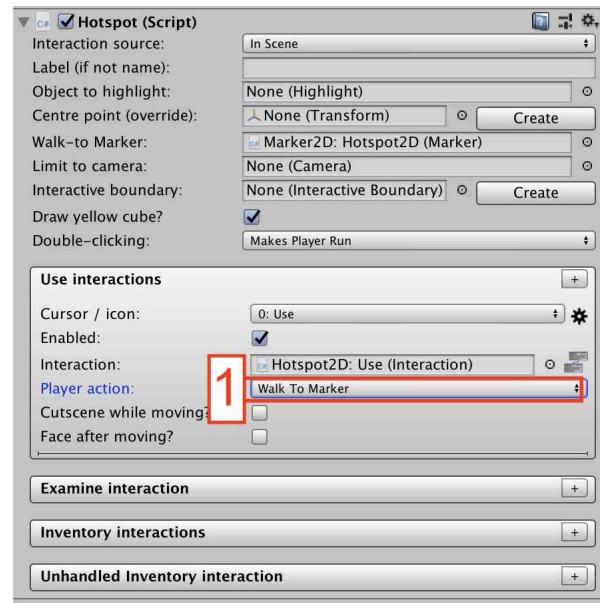 Hotspot (Script)
Interaction source: In Scene
Label (if not name):
Object to highlight: None (Highlight)
Centre point (override): None (Transform) Create
Walk-to Marker: Marker2D: Hotspot2D (Marker)
Limit to camera: None (Camera)
Interactive boundary: None (Interactive Boundary) Create
Draw yellow cube?
Double-clicking: Makes Player Run
Use interactions +
Cursor / icon: 0: Use
Enabled:
Interaction: Hotspot2D: Use (Interaction)
1
Player action: Walk To Marker
Cutscene while moving?
Face after moving?
Examine interaction +
Inventory interactions +
Unhandled Inventory interaction +